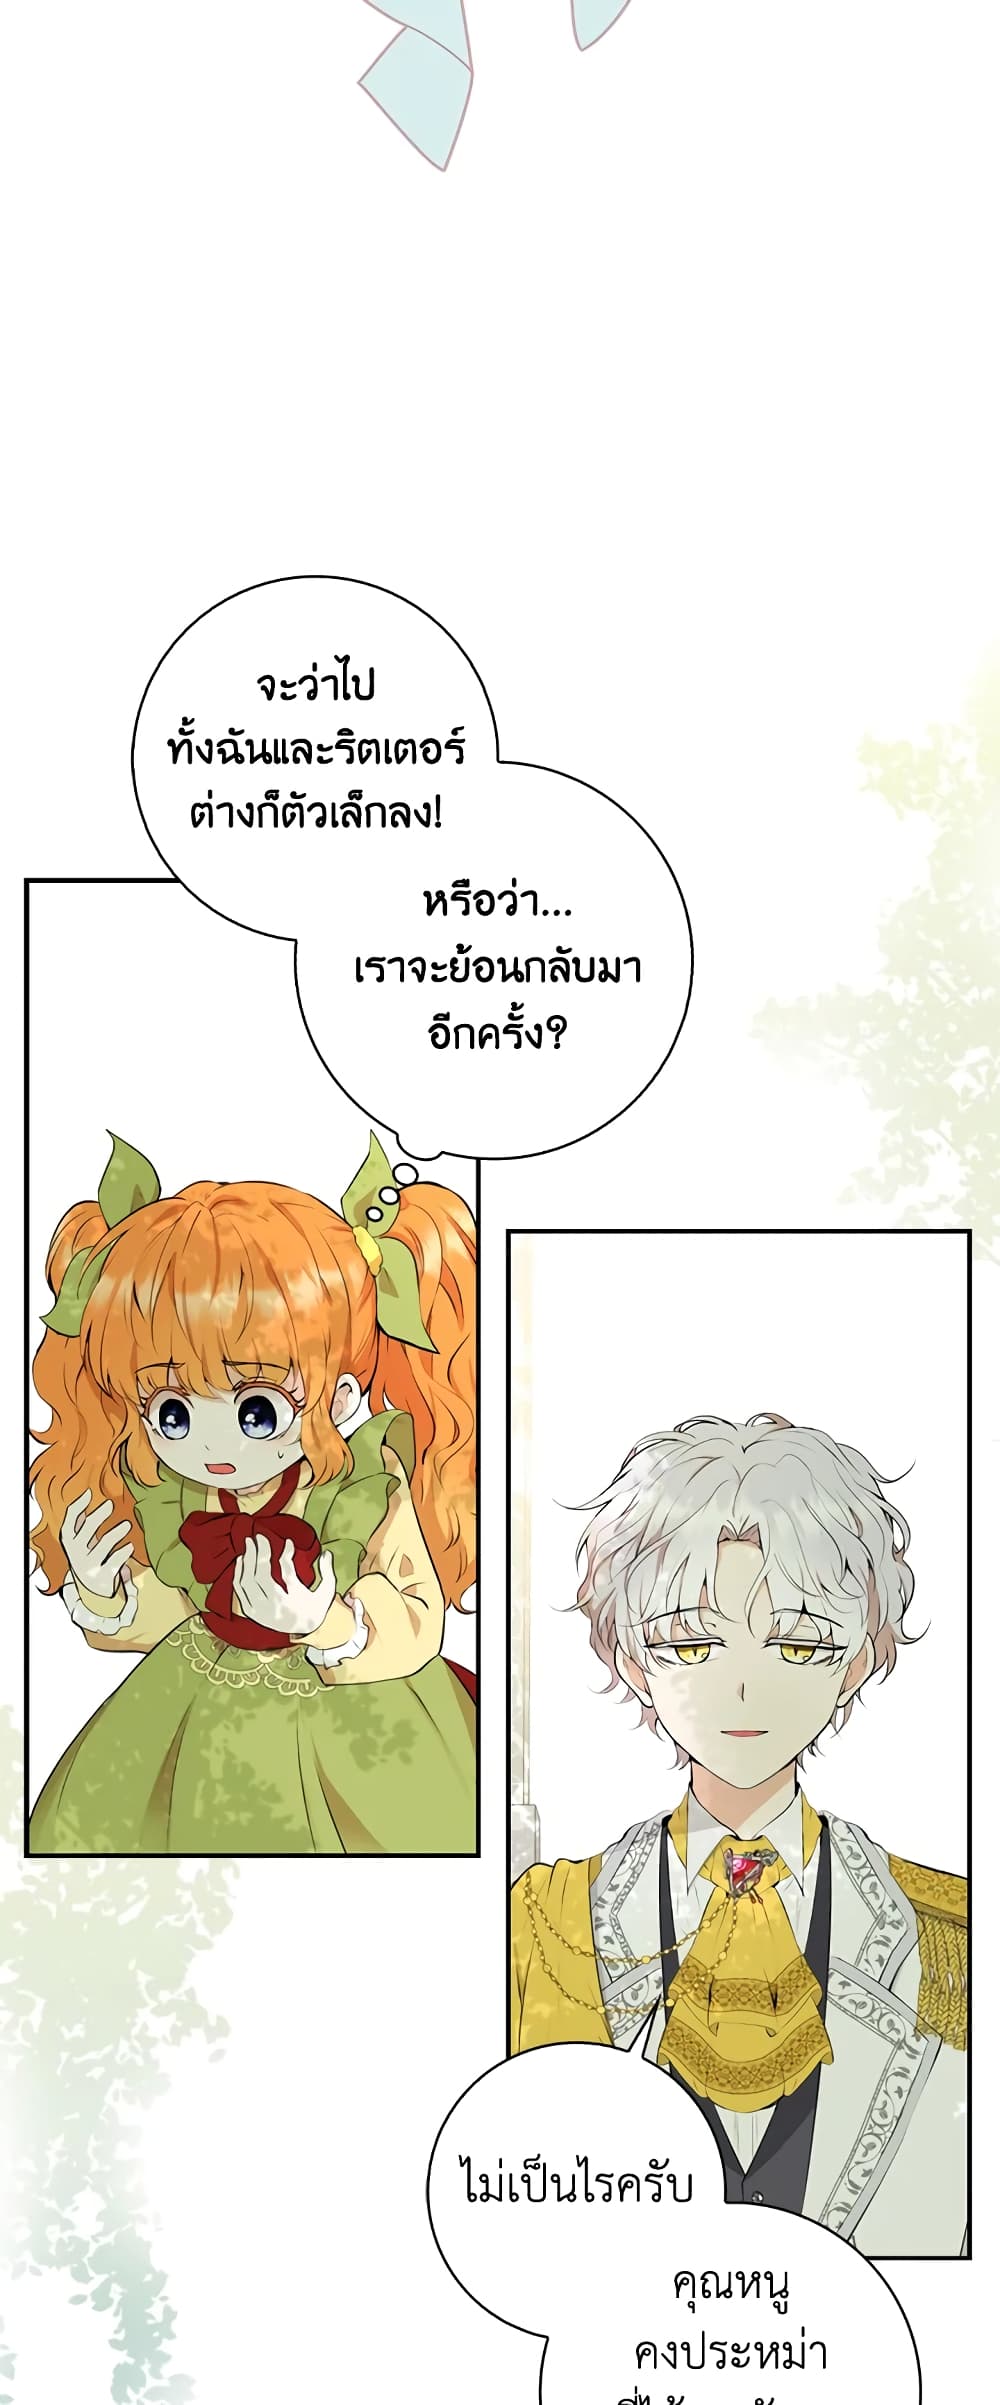 จะว่าไป
ทั้งฉันและริตเตอร์
ต่างก็ตัวเล็กลง!
หรือว่า...
เราจะย้อนกลับมา
อีกครั้ง?
ไม่เป็นไรครับ
คุณหนู
คงประหม่า